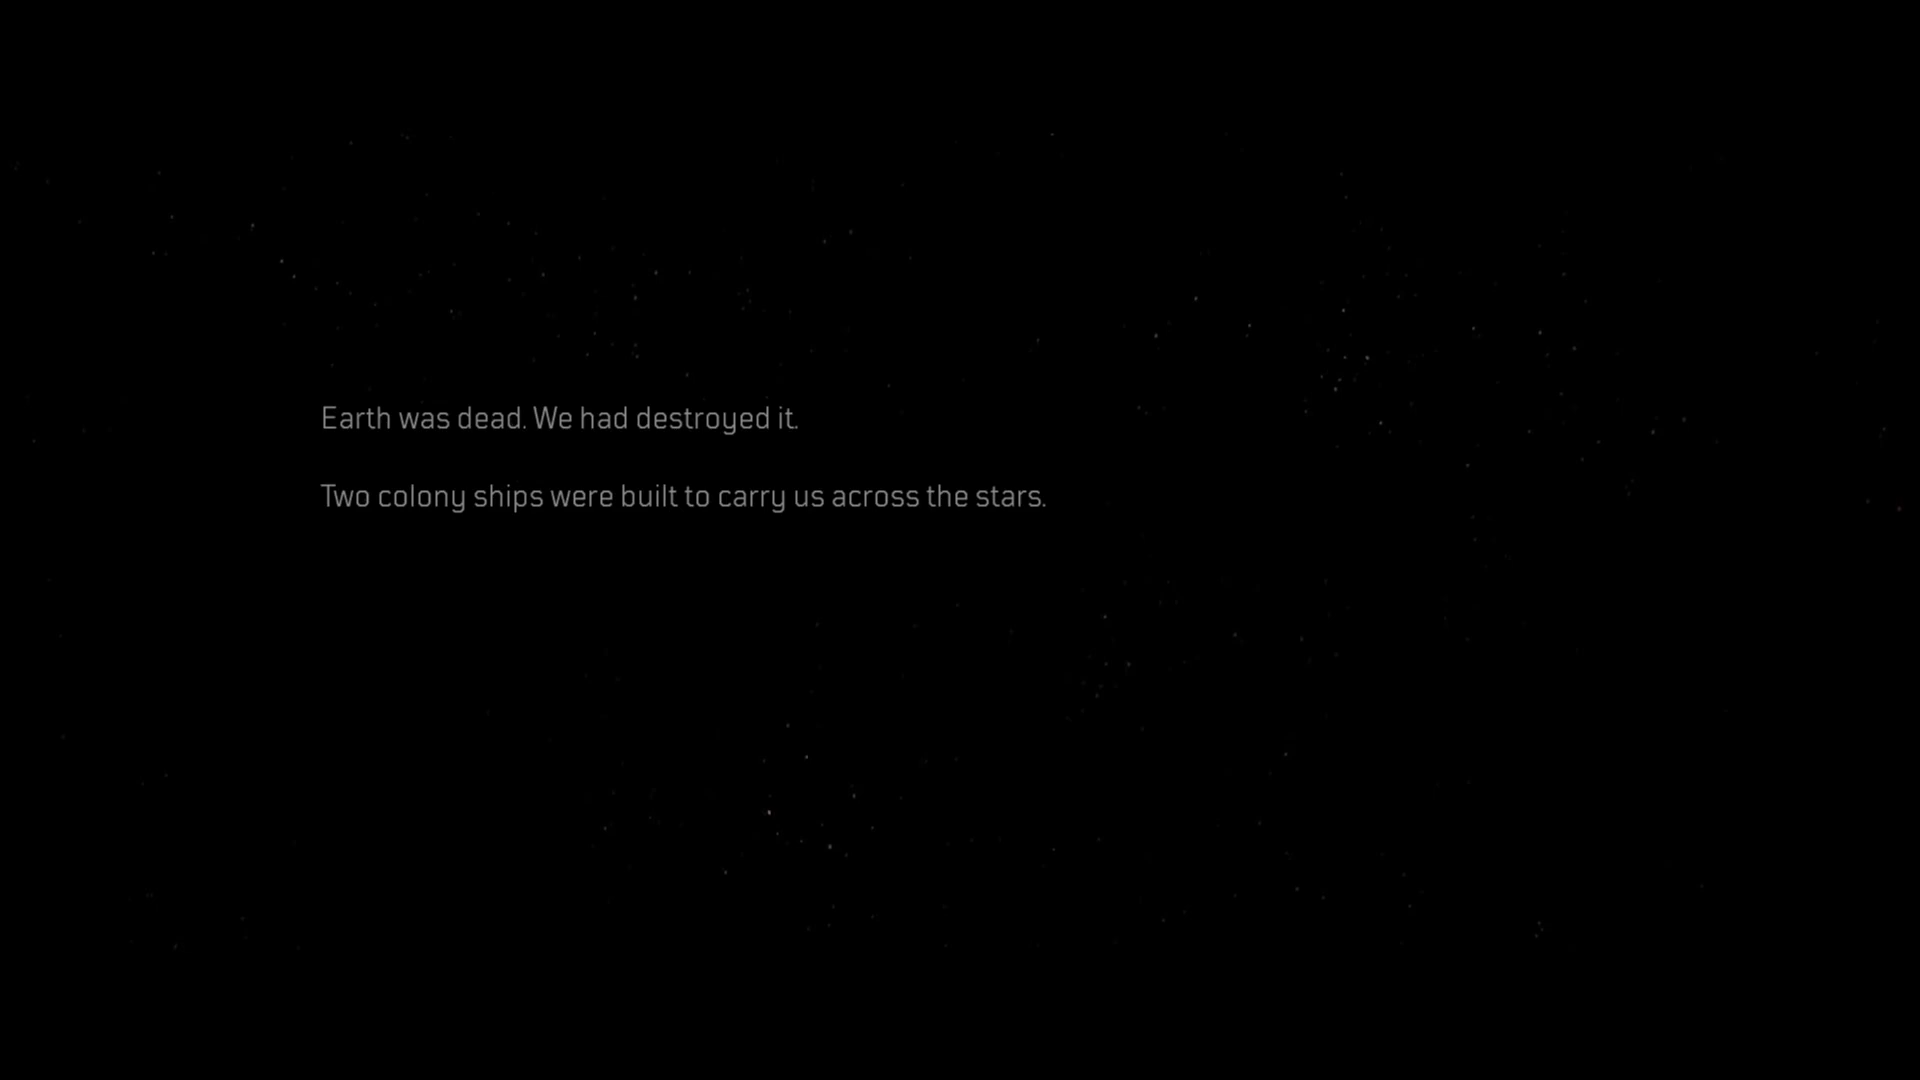 Earth was dead. We had destroyed it.
Two colony ships were built to carry us across the stars.